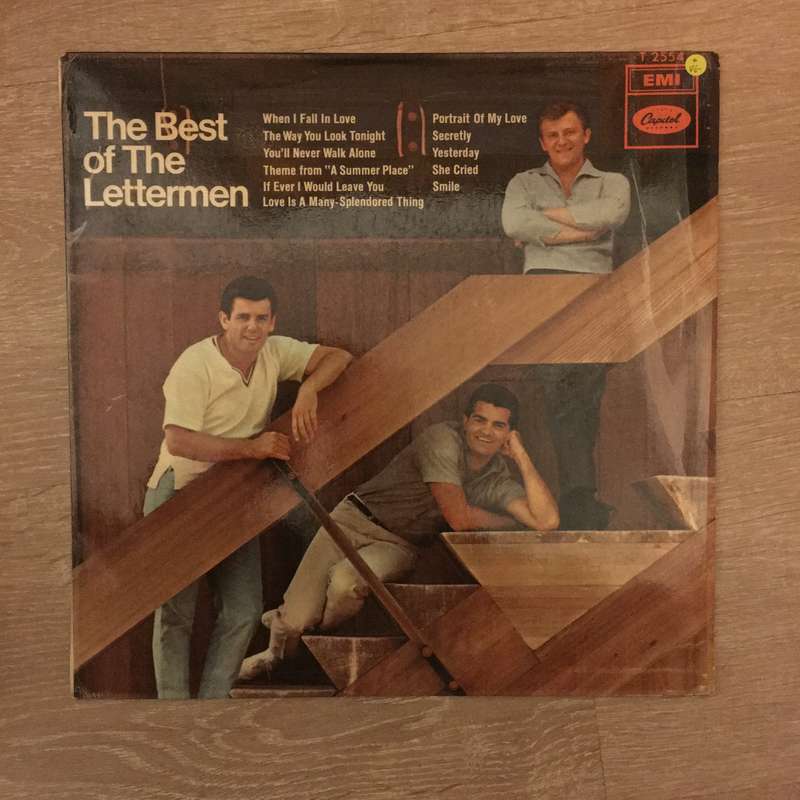 T 2554
EMI
Capitol
RECORDS
The Best
of The
Lettermen
When I Fall In Love
The Way You Look Tonight
You'll Never Walk Alone
Theme from "A Summer Place"
If Ever I Would Leave You
Love Is A Many-Splendored Thing
Portrait Of My Love
Secretly
Yesterday
She Cried
Smile